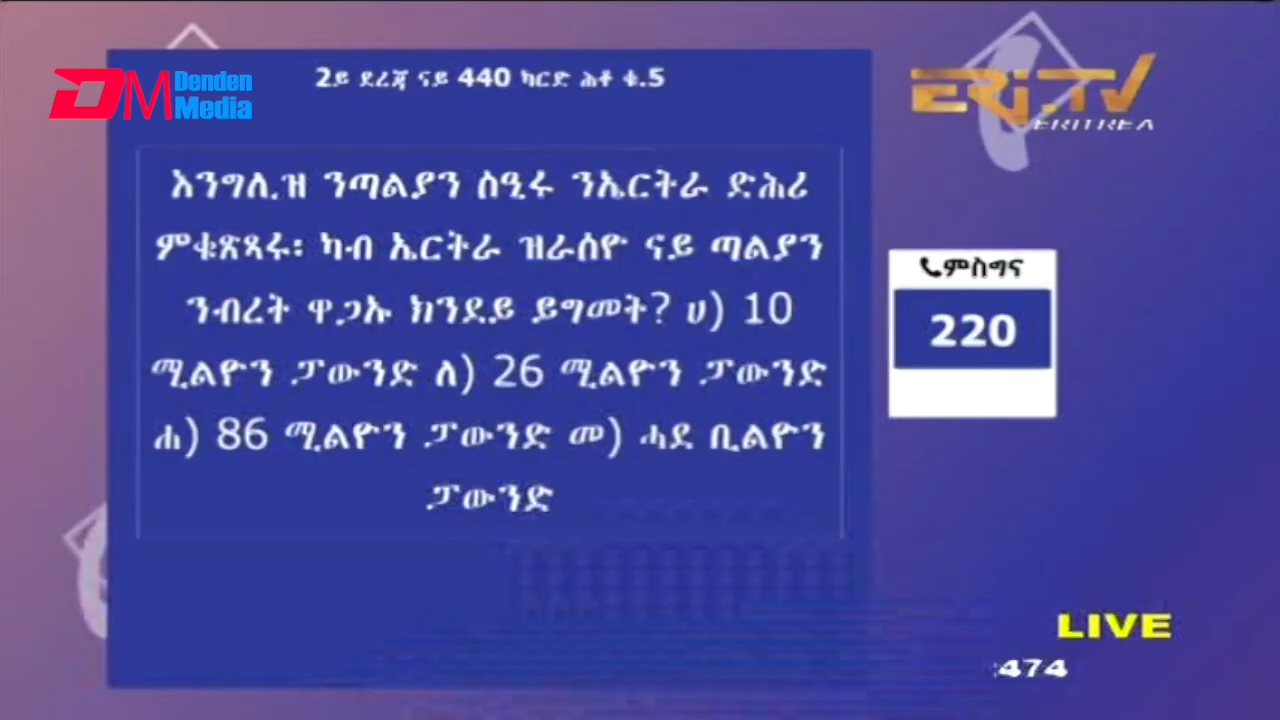 2ይ ደረጃ ናይ 440 ካርድ ሕቶ ቁ.5
DM Denden
Media
ERi.TV
ERITREA
እንግሊዝ ንጣልያን ስዒሩ ንኤርትራ ድሕሪ
ምቁጽጻሩ፡ ካብ ኤርትራ ዝራሰዮ ናይ ጣልያን
ንብረት ዋጋኡ ክንደይ ይግመት? ሀ) 10
ሚልዮን ፓውንድ ለ) 26 ሚልዮን ፓውንድ
ሐ) 86 ሚልዮን ፓውንድ መ) ሓደ ቢልዮን
ፓውንድ
ምስግና
220
LIVE
:474